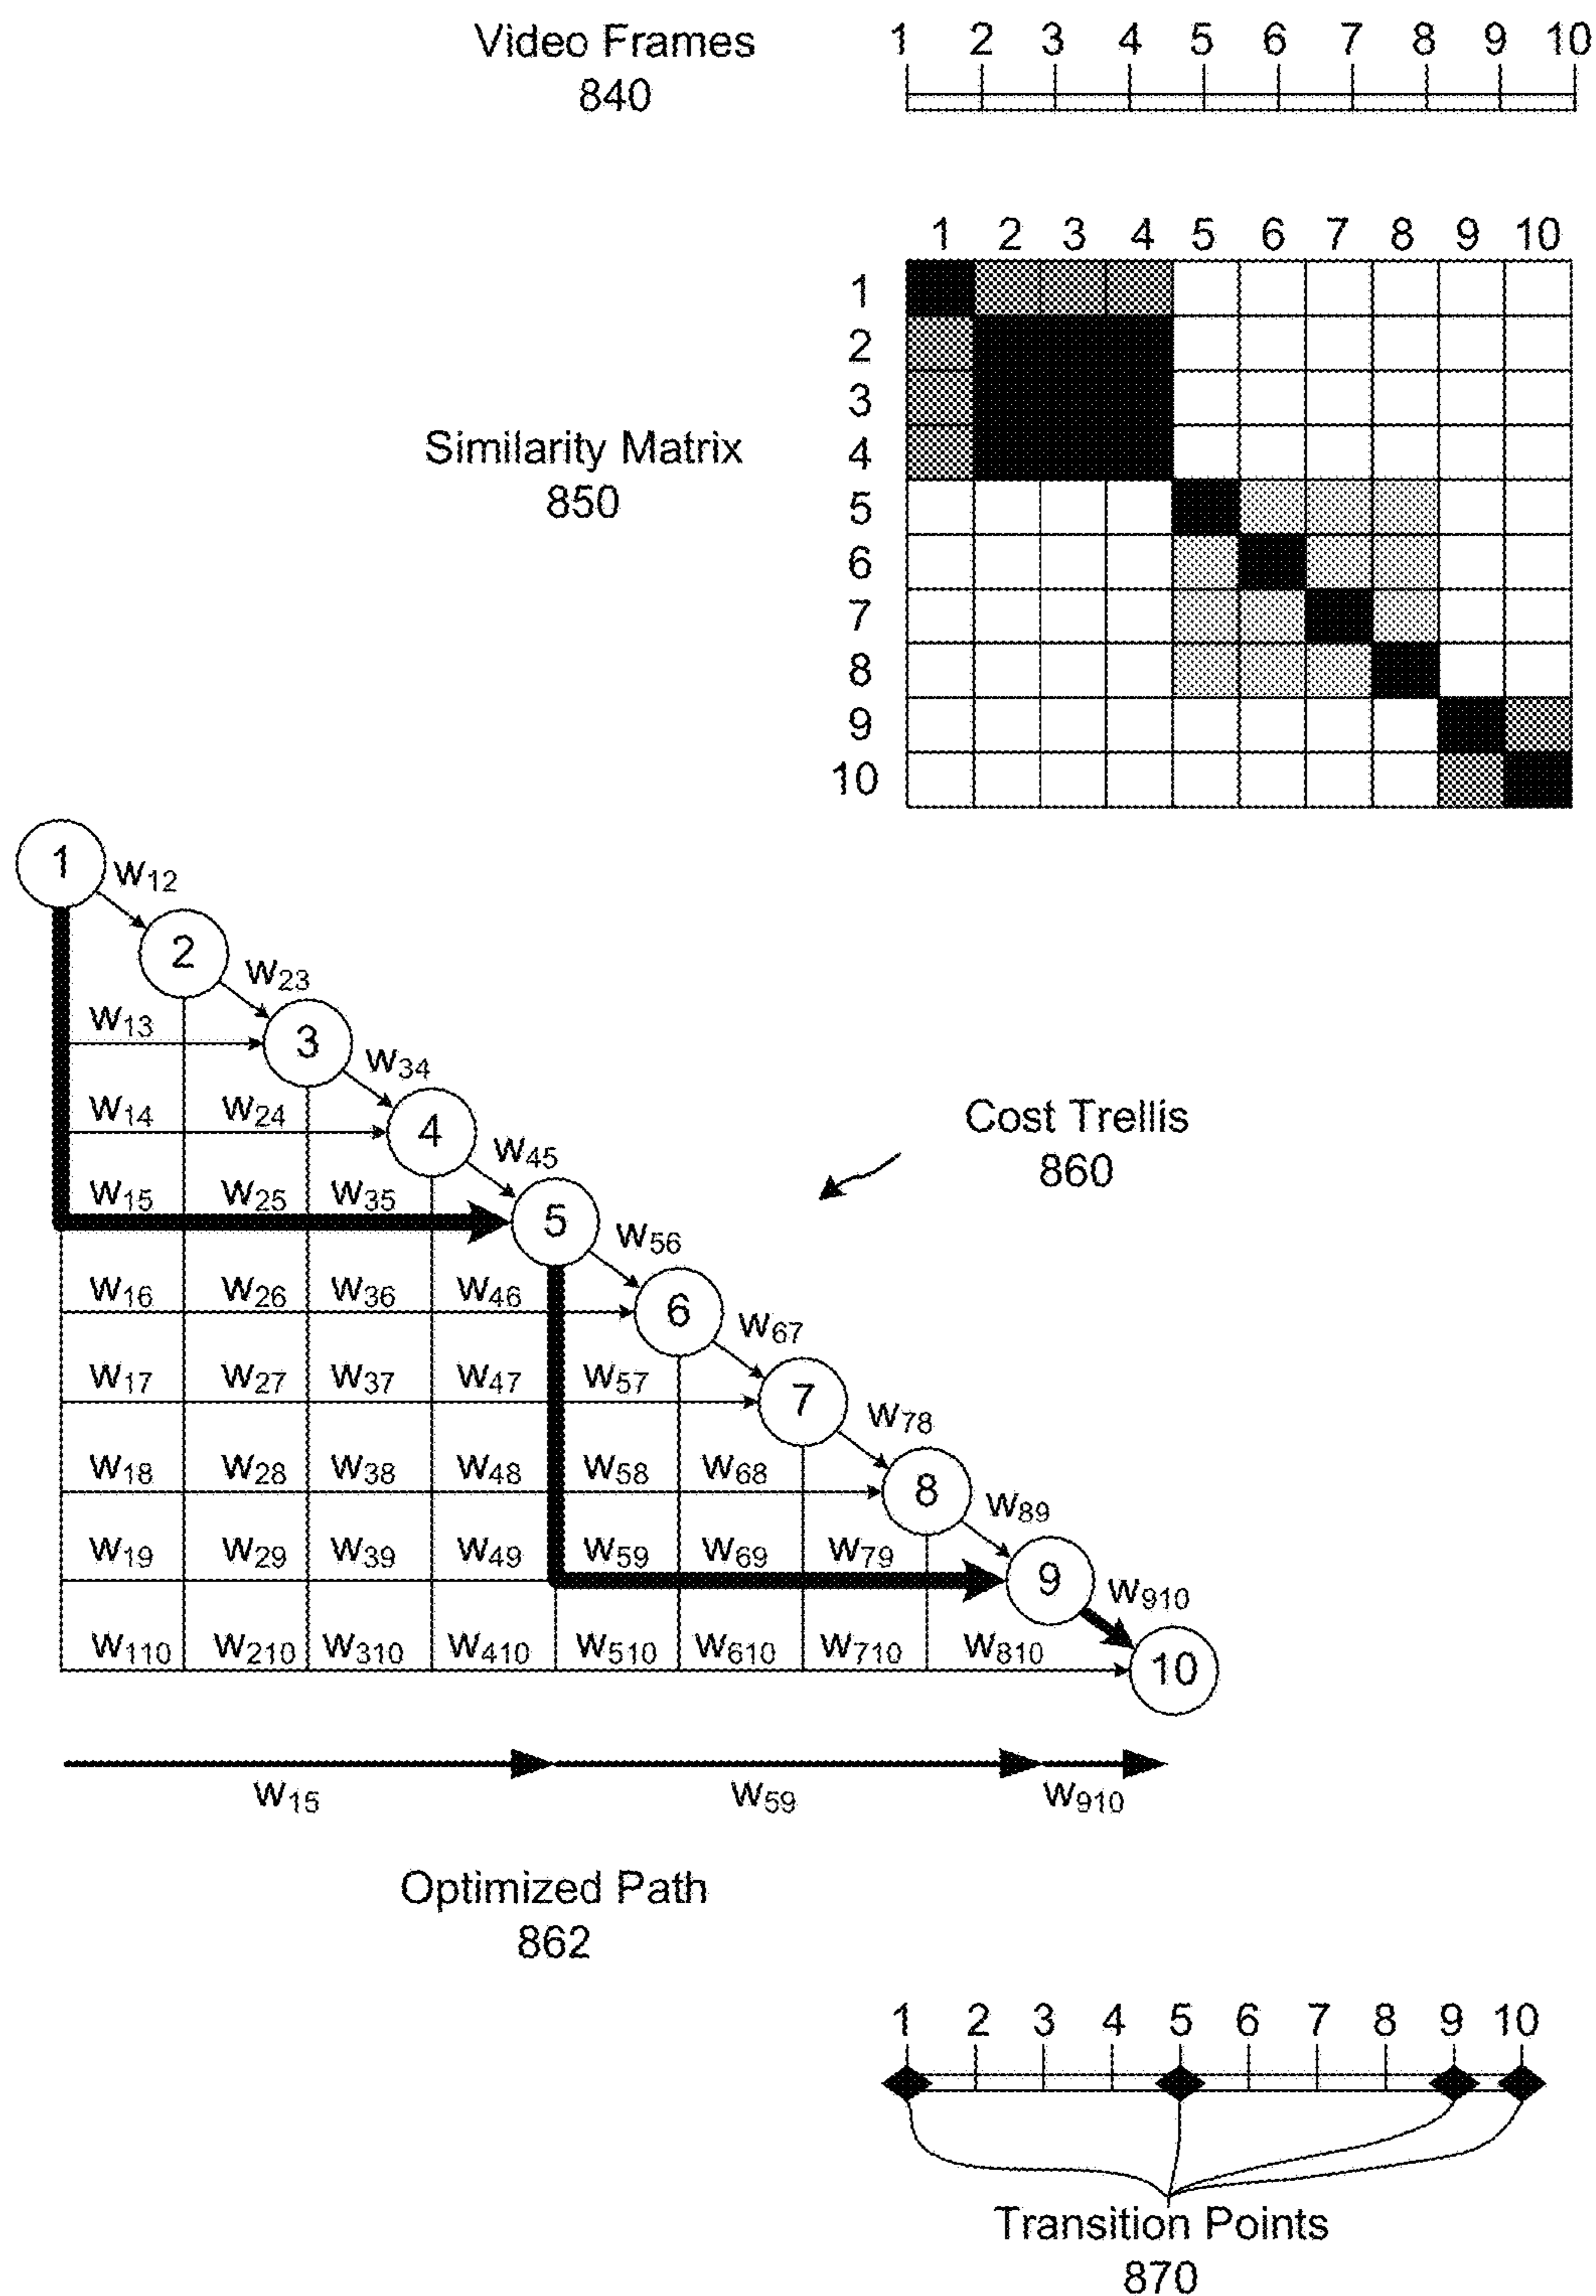 Video Frames
840
1 2 3 4 5 6 7 8 9 10
1 2 3 4 5 6 7 8 9 10
1
2
3
4
5
6
7
8
9
10
Similarity Matrix
850
1
w12
2
w23
w13
3
w34
w14 w24
4
w45
w15 w25 w35
5
w56
w16 w26 w36 w46
6
w67
w17 w27 w37 w47 w57
7
w78
w18 w28 w38 w48 w58 w68
8
w89
w19 w29 w39 w49 w59 w69 w79
9
w910
w110 w210 w310 w410 w510 w610 w710 w810
10
Cost Trellis
860
w15 w59 w910
Optimized Path
862
1 2 3 4 5 6 7 8 9 10
Transition Points
870